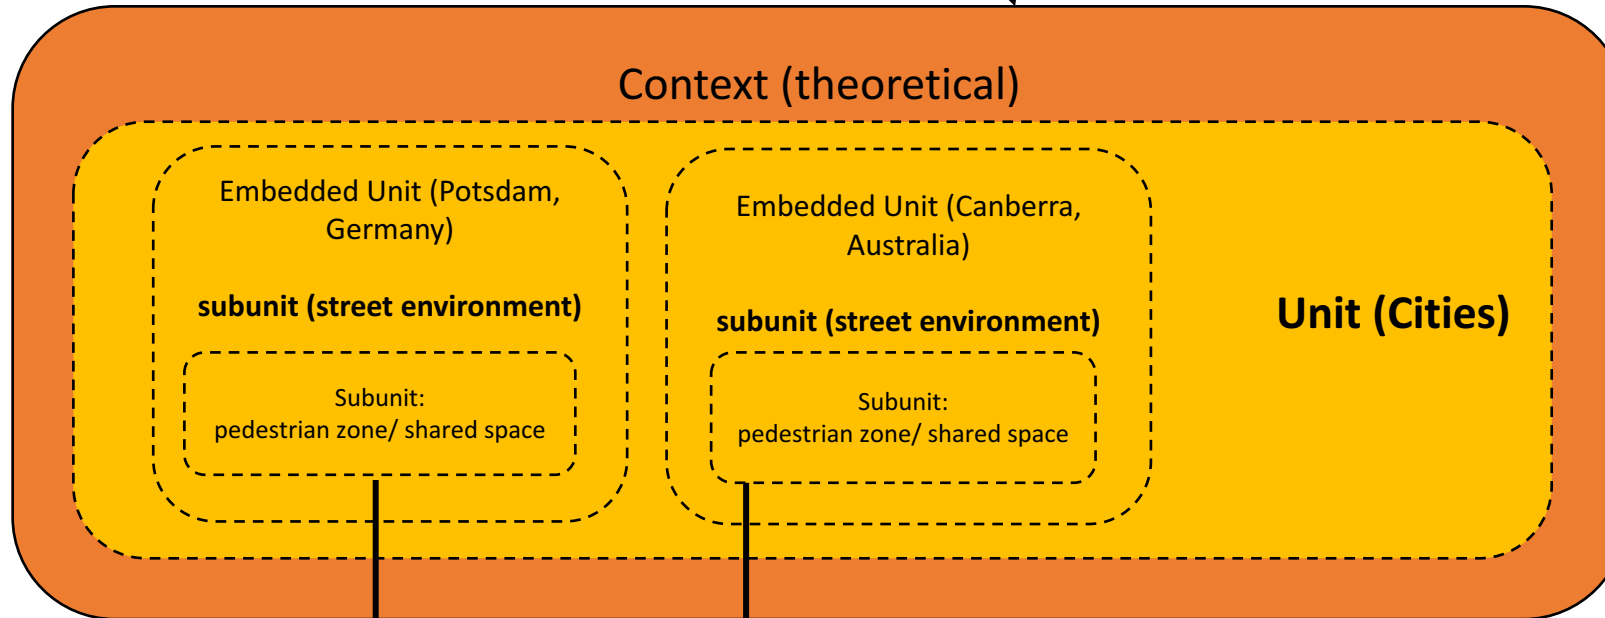 Context (theoretical)
Embedded Unit (Potsdam,
Germany)
subunit (street environment)
Subunit:
pedestrian zone/ shared space
Embedded Unit (Canberra,
Australia)
subunit (street environment)
Subunit:
pedestrian zone/ shared space
Unit (Cities)